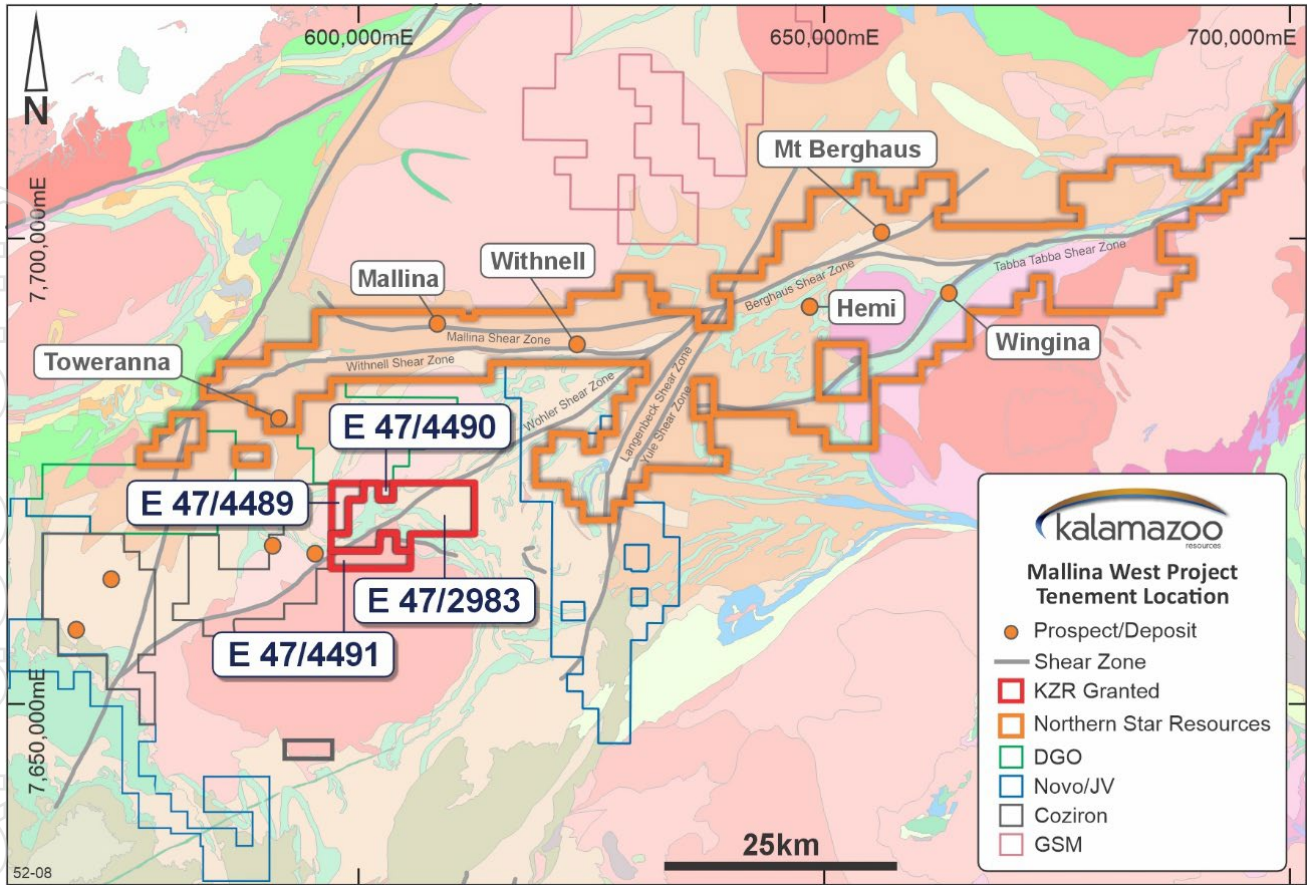 600,000mE
650,000mE
700,000mE
N
7,700,000mE
7,650,000mE
Mt Berghaus
Withnell
Mallina
Toweranna
Hemi
Wingina
Tabba Tabba Shear Zone
Berghaus Shear Zone
Mallina Shear Zone
Withnell Shear Zone
Wohler Shear Zone
Langenbeck Shear Zone
Yule Shear Zone
E 47/4490
E 47/4489
E 47/2983
E 47/4491
kalamazoo
resources
Mallina West Project
Tenement Location
Prospect/Deposit
Shear Zone
KZR Granted
Northern Star Resources
DGO
Novo/JV
Coziron
GSM
25km
52-08